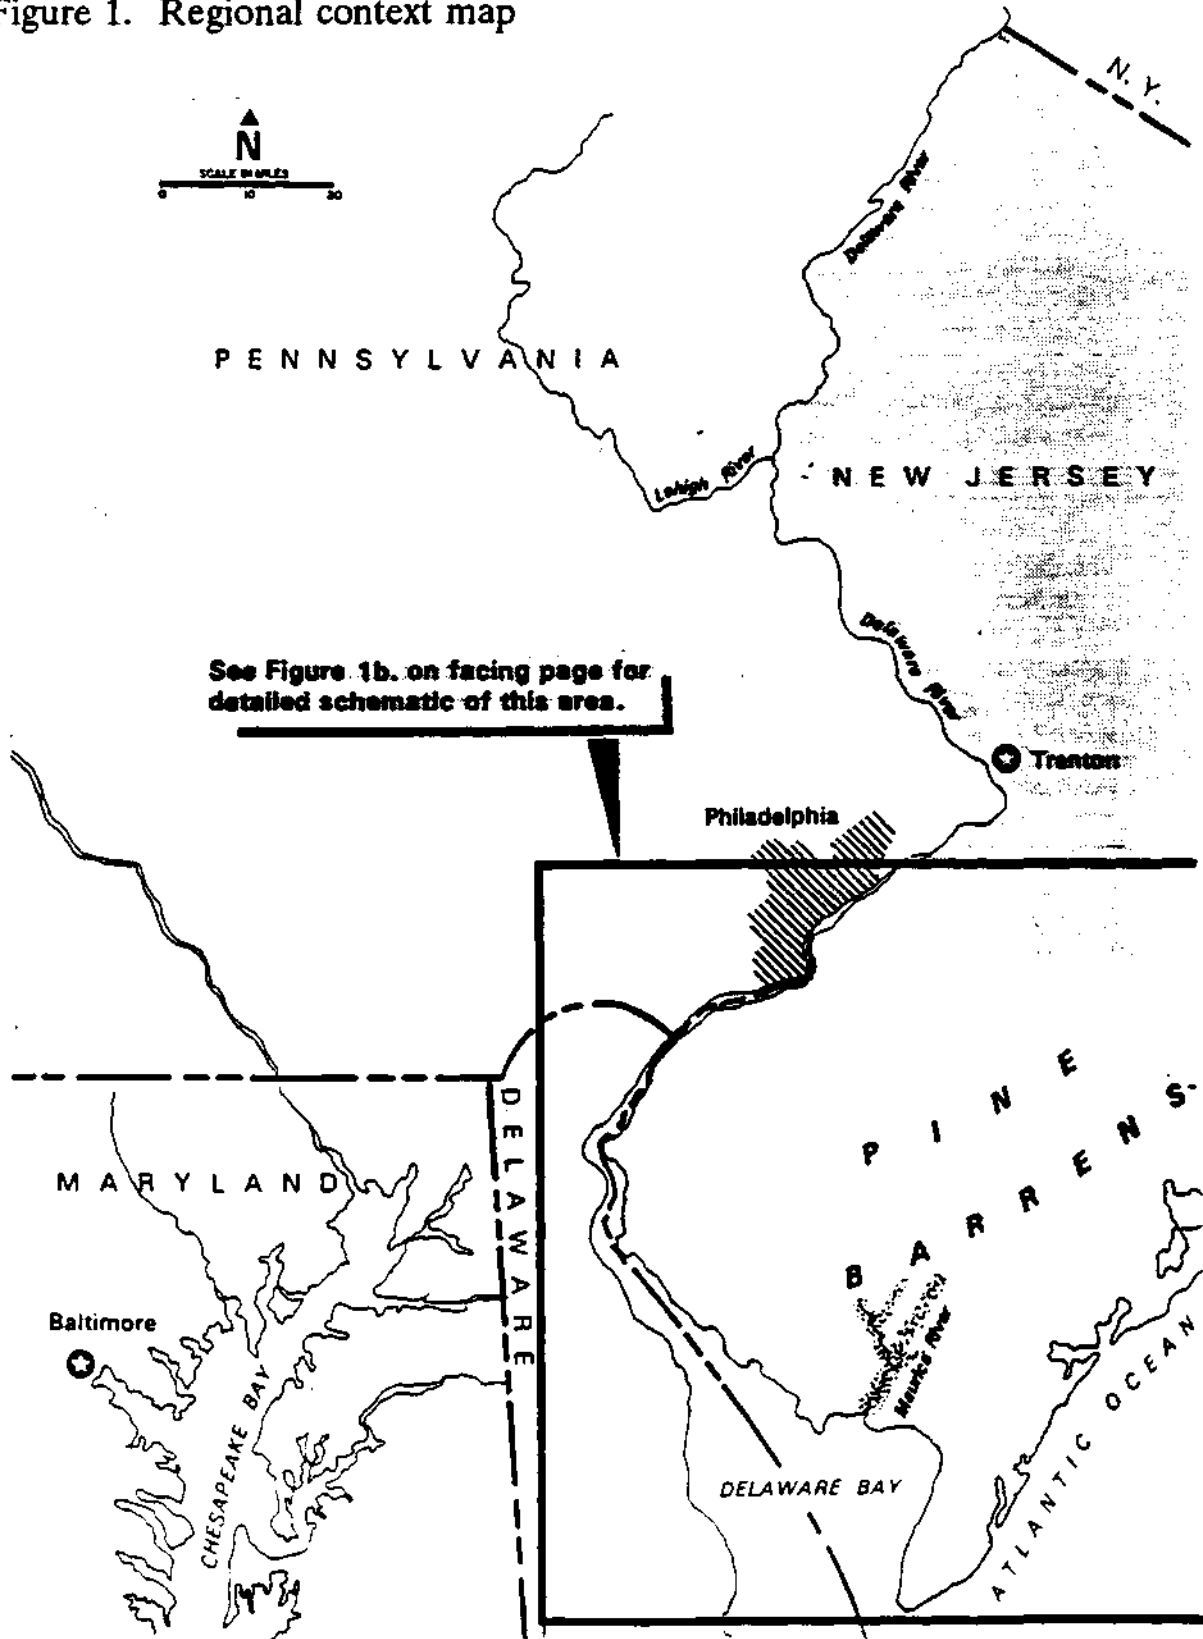 Figure 1. Regional context map
N. Y.
N
SCALE IN MILES
0 10 20
Delaware River
PENNSYLVANIA
Lehigh River
NEW JERSEY
Delaware River
See Figure 1b. on facing page for
detailed schematic of this area.
Trenton
Philadelphia
PINE
BARRENS
DELAWARE
MARYLAND
Baltimore
CHESAPEAKE BAY
Maurice River
DELAWARE BAY
ATLANTIC OCEAN